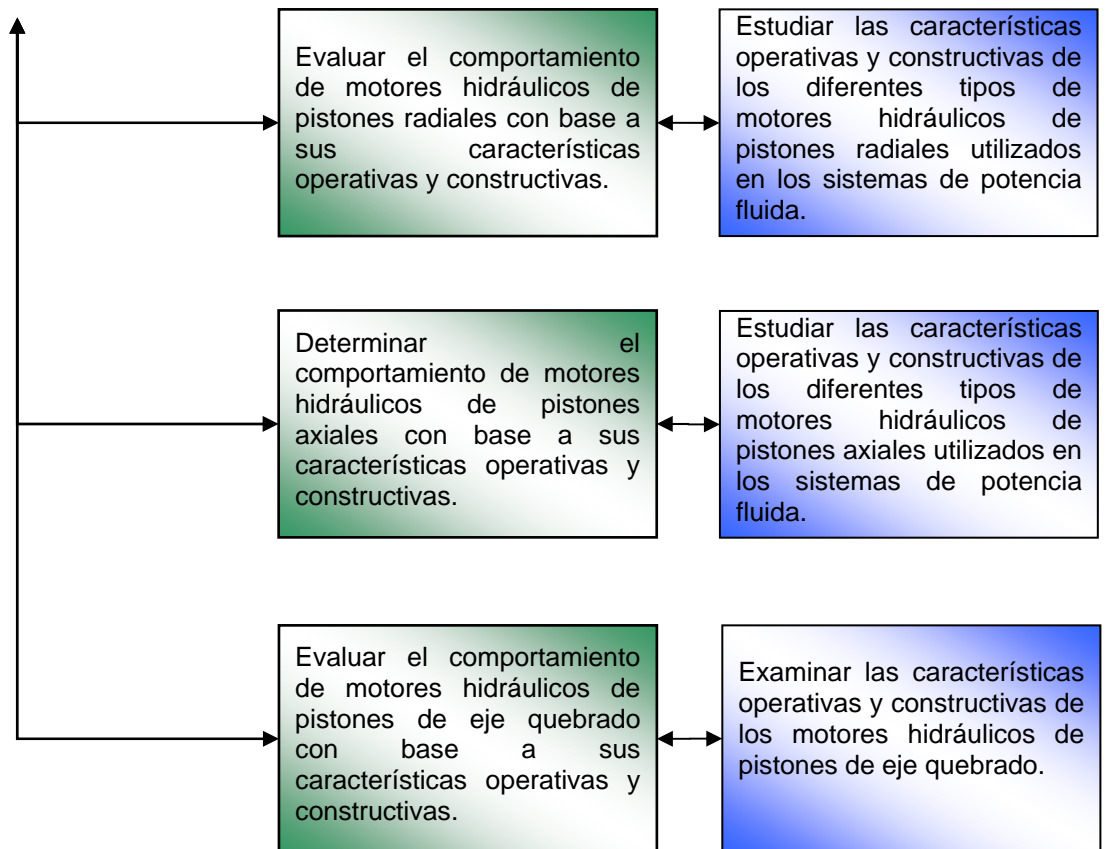 Evaluar el comportamiento
de motores hidráulicos de
pistones radiales con base a
sus características
operativas y constructivas.
Estudiar las características
operativas y constructivas de
los diferentes tipos de
motores hidráulicos de
pistones radiales utilizados
en los sistemas de potencia
fluida.
Determinar el
comportamiento de motores
hidráulicos de pistones
axiales con base a sus
características operativas y
constructivas.
Estudiar las características
operativas y constructivas de
los diferentes tipos de
motores hidráulicos de
pistones axiales utilizados en
los sistemas de potencia
fluida.
Evaluar el comportamiento
de motores hidráulicos de
pistones de eje quebrado
con base a sus
características operativas y
constructivas.
Examinar las características
operativas y constructivas de
los motores hidráulicos de
pistones de eje quebrado.